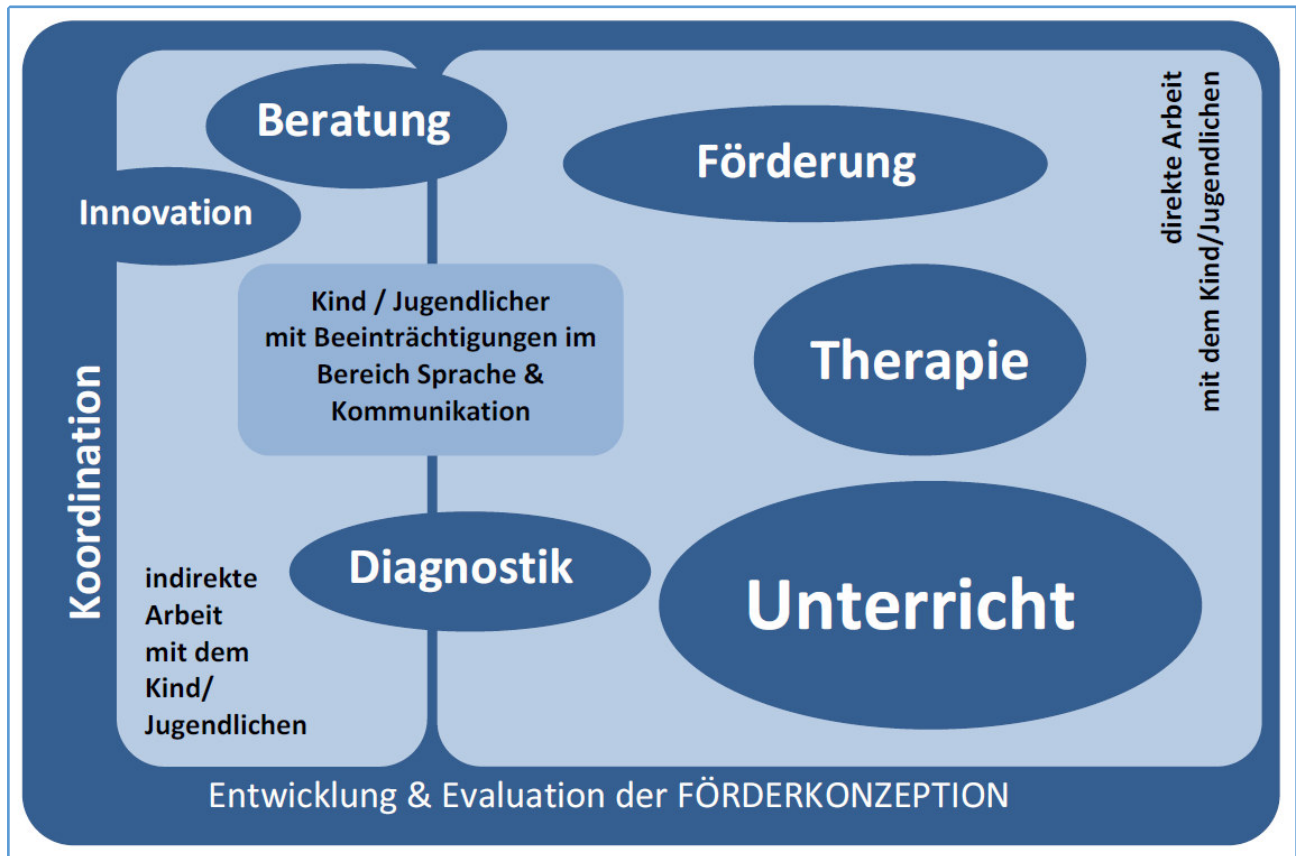 Beratung
Förderung
direkte Arbeit
mit dem Kind/Jugendlichen
Innovation
Kind / Jugendlicher
mit Beeinträchtigungen im
Bereich Sprache &
Kommunikation
Therapie
Koordination
Diagnostik
Unterricht
indirekte
Arbeit
mit dem
Kind/
Jugendlichen
Entwicklung & Evaluation der FÖRDERKONZEPTION